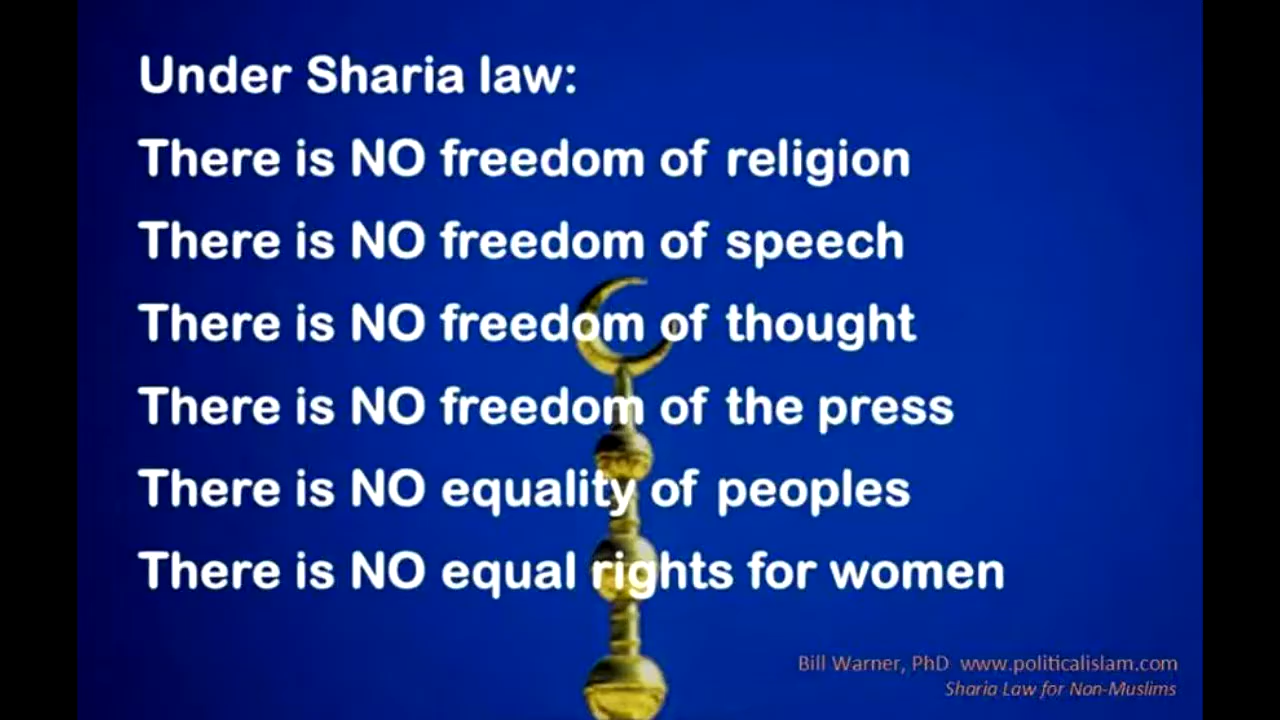 Under Sharia law:
There is NO freedom of religion
There is NO freedom of speech
There is NO freedom of thought
There is NO freedom of the press
There is NO equality of peoples
There is NO equal rights for women
Bill Warner, PhD www.politicalislam.com
Sharia Law for Non-Muslims